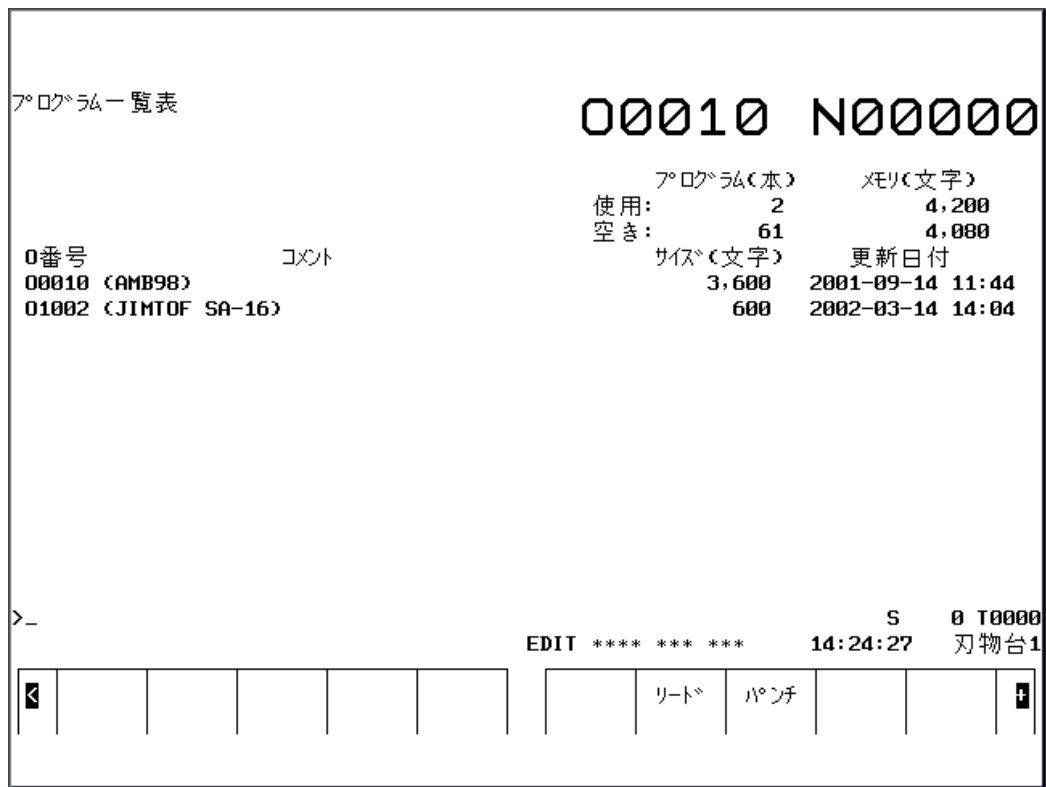 プログラム一覧表
O0010 N00000
プログラム(本) メモリ(文字)
使用: 2 4,200
空き: 61 4,080
O番号 コメント サイズ(文字) 更新日付
O0010 (AMB98) 3,600 2001-09-14 11:44
O1002 (JIMTOF SA-16) 600 2002-03-14 14:04
>_ S 0 T0000
EDIT **** *** *** 14:24:27 刃物台1
< リード パンチ +